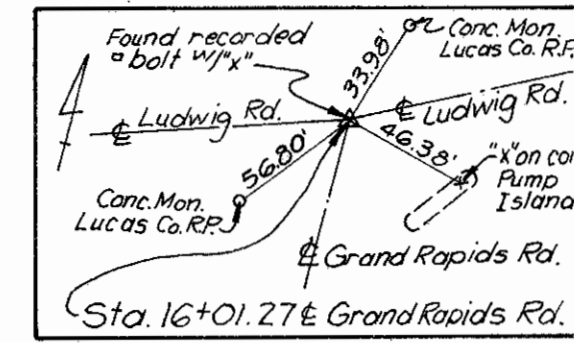 Found recorded
□ bolt W/"x"
Conc. Mon.
Lucas Co. R.P.
33.98'
℄ Ludwig Rd.
℄ Ludwig Rd.
46.38'
56.80'
"x" on
Pump
Conc. Mon.
Lucas Co. R.P.
℄ Grand Rapids Rd.
Sta. 16+01.27 ℄ Grand Rapids Rd.